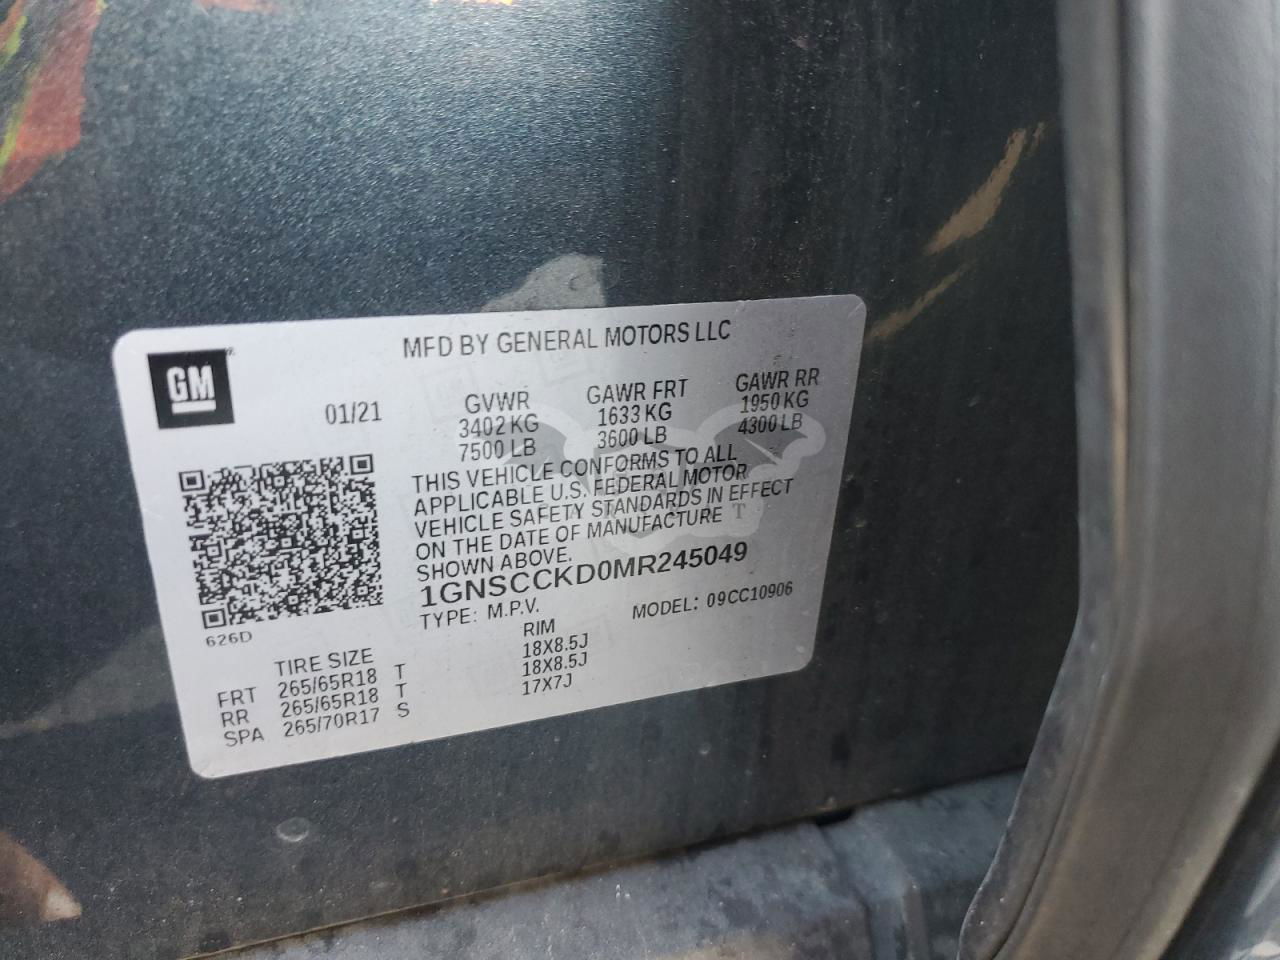 MFD BY GENERAL MOTORS LLC
GM
01/21
GVWR GAWR FRT GAWR RR
3402 KG 1633 KG 1950 KG
7500 LB 3600 LB 4300 LB
THIS VEHICLE CONFORMS TO ALL
APPLICABLE U.S. FEDERAL MOTOR
VEHICLE SAFETY STANDARDS IN EFFECT
ON THE DATE OF MANUFACTURE
SHOWN ABOVE.
1GNSCCKD0MR245049
TYPE: M.P.V. MODEL: 09CC10906
626D
TIRE SIZE RIM
FRT 265/65R18 T 18X8.5J
RR 265/65R18 T 18X8.5J
SPA 265/70R17 S 17X7J